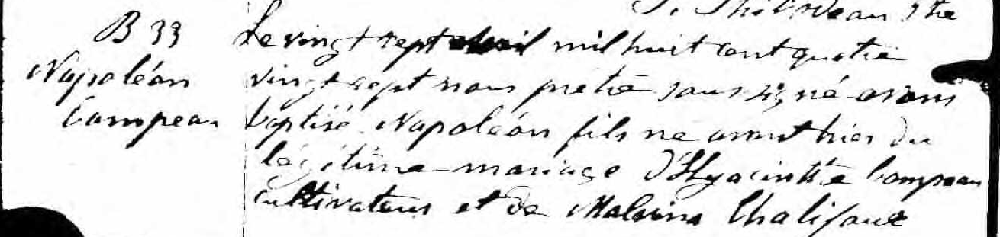 J. Thibodeau Ptre
B 33 Le vingt sept avril mil huit cent quatre
Napoléon vingt sept nous prêtre soussigné avons
Campeau baptisé Napoléon fils né avant hier du
légitime mariage d'Hyacinthe Campeau
cultivateur et de Malvina Chalifoux